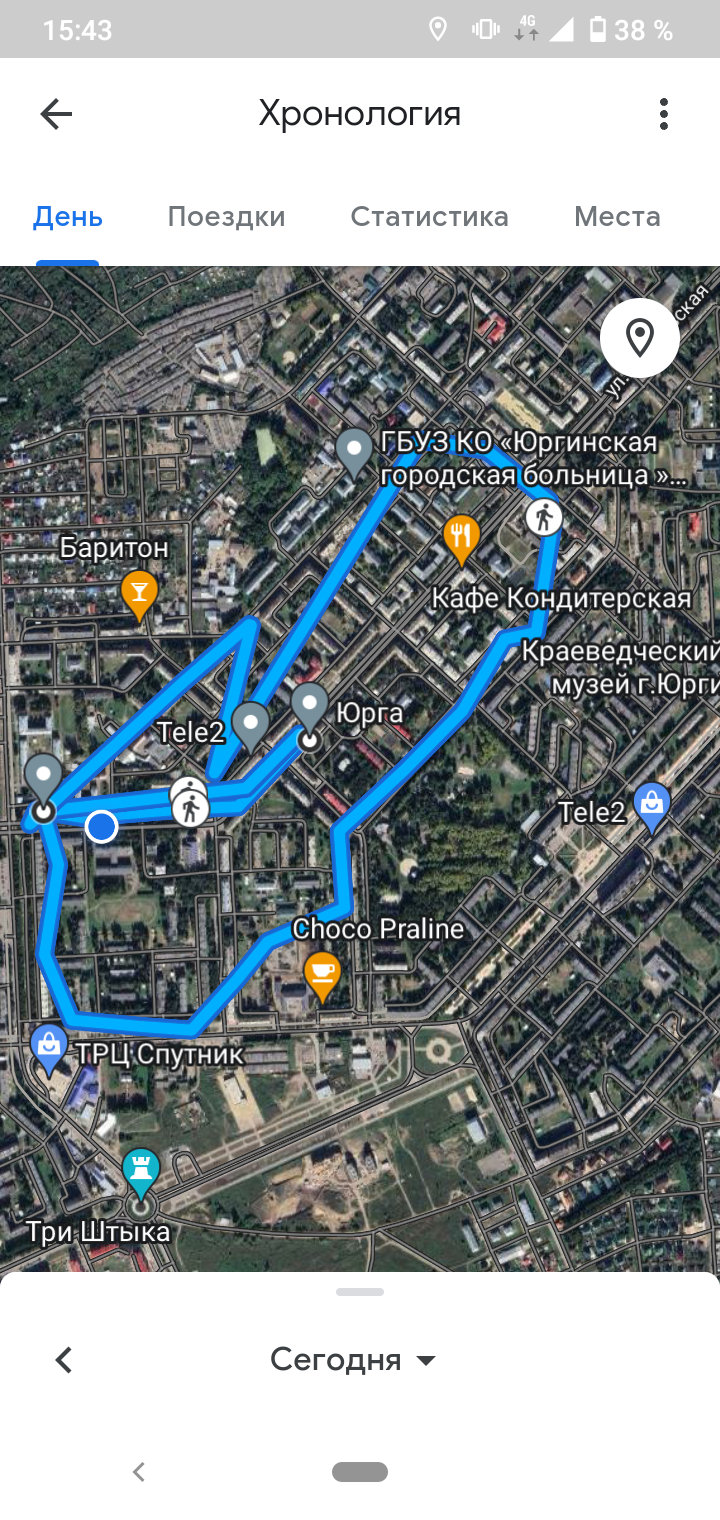 15:43
4G
38 %
Хронология
День
Поездки
Статистика
Места
ская
ул.
ГБУЗ КО «Юргинская
городская больница »...
Баритон
Кафе Кондитерская
Краеведческий
музей г.Юрги
Юрга
Tele2
Tele2
Choco Praline
ТРЦ Спутник
Три Штыка
Сегодня